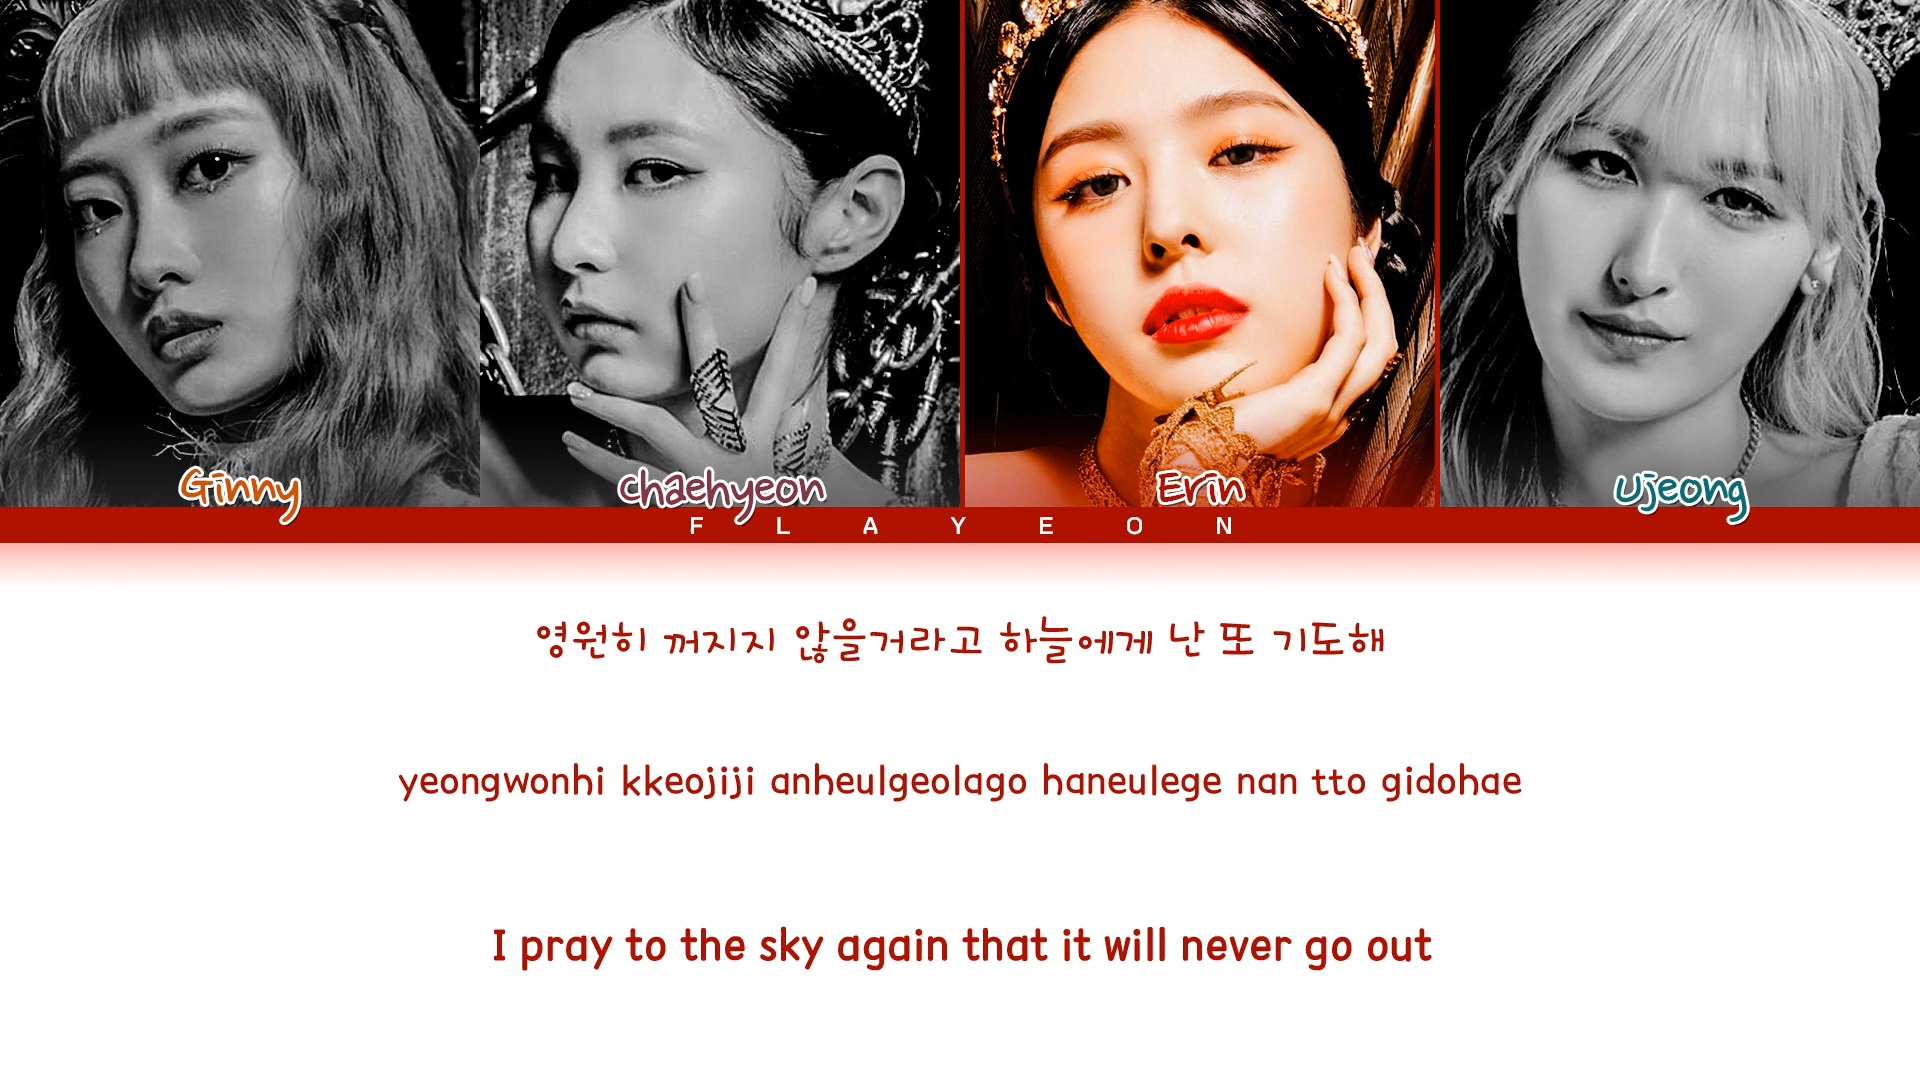 Ginny
chaehyeon
Erin
Ujeong
FLAYEON
영원히 꺼지지 않을거라고 하늘에게 난 또 기도해
yeongwonhi kkeojiji anheulgeolago haneulege nan tto gidohae
I pray to the sky again that it will never go out